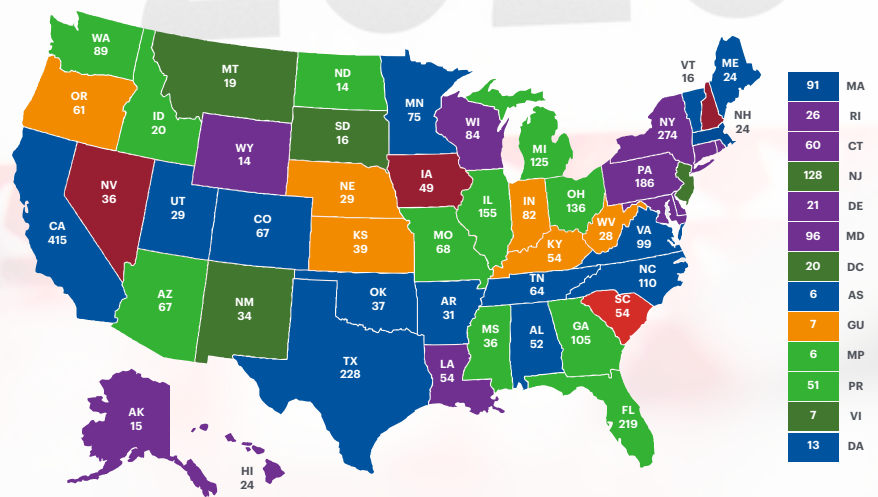 WA
89
MT
19
ND
14
MN
75
VT
16
ME
24
OR
61
ID
20
SD
16
WI
84
NY
274
NH
24
WY
14
MI
125
IA
49
PA
186
NV
36
UT
29
NE
29
IL
155
IN
82
OH
136
CA
415
CO
67
KS
39
MO
68
KY
54
WV
28
VA
99
AZ
67
NM
34
OK
37
AR
31
TN
64
NC
110
SC
54
MS
36
AL
52
GA
105
TX
228
LA
54
FL
219
AK
15
HI
24
91 MA
26 RI
60 CT
128 NJ
21 DE
96 MD
20 DC
6 AS
7 GU
6 MP
51 PR
7 VI
13 DA